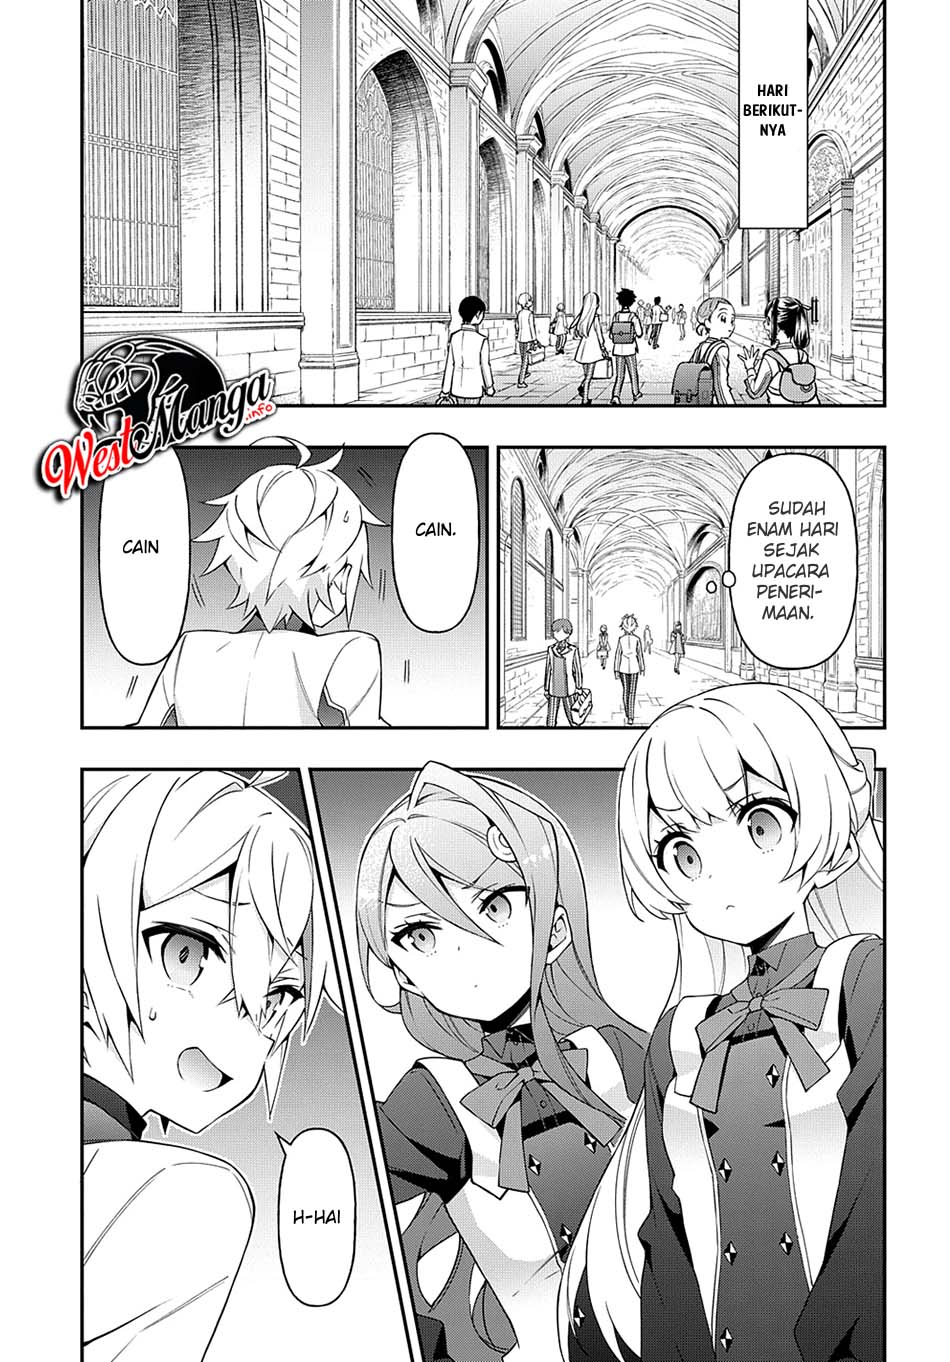 HARI
BERIKUT-
NYA
SUDAH
ENAM HARI
SEJAK
UPACARA
PENERI-
MAAN.
CAIN.
CAIN
WestManga
.info
H-HAI